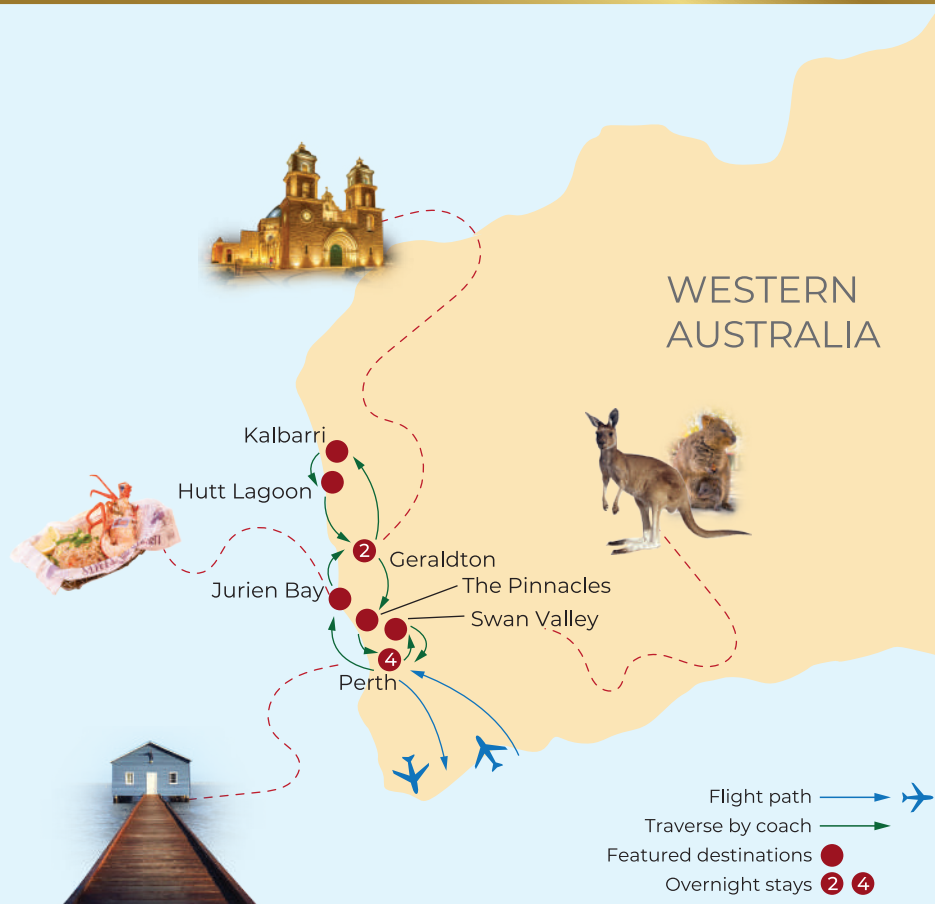 WESTERN
AUSTRALIA
Kalbarri
Hutt Lagoon
2
Geraldton
Jurien Bay
The Pinnacles
Swan Valley
4
Perth
Flight path
Traverse by coach
Featured destinations
Overnight stays 2 4